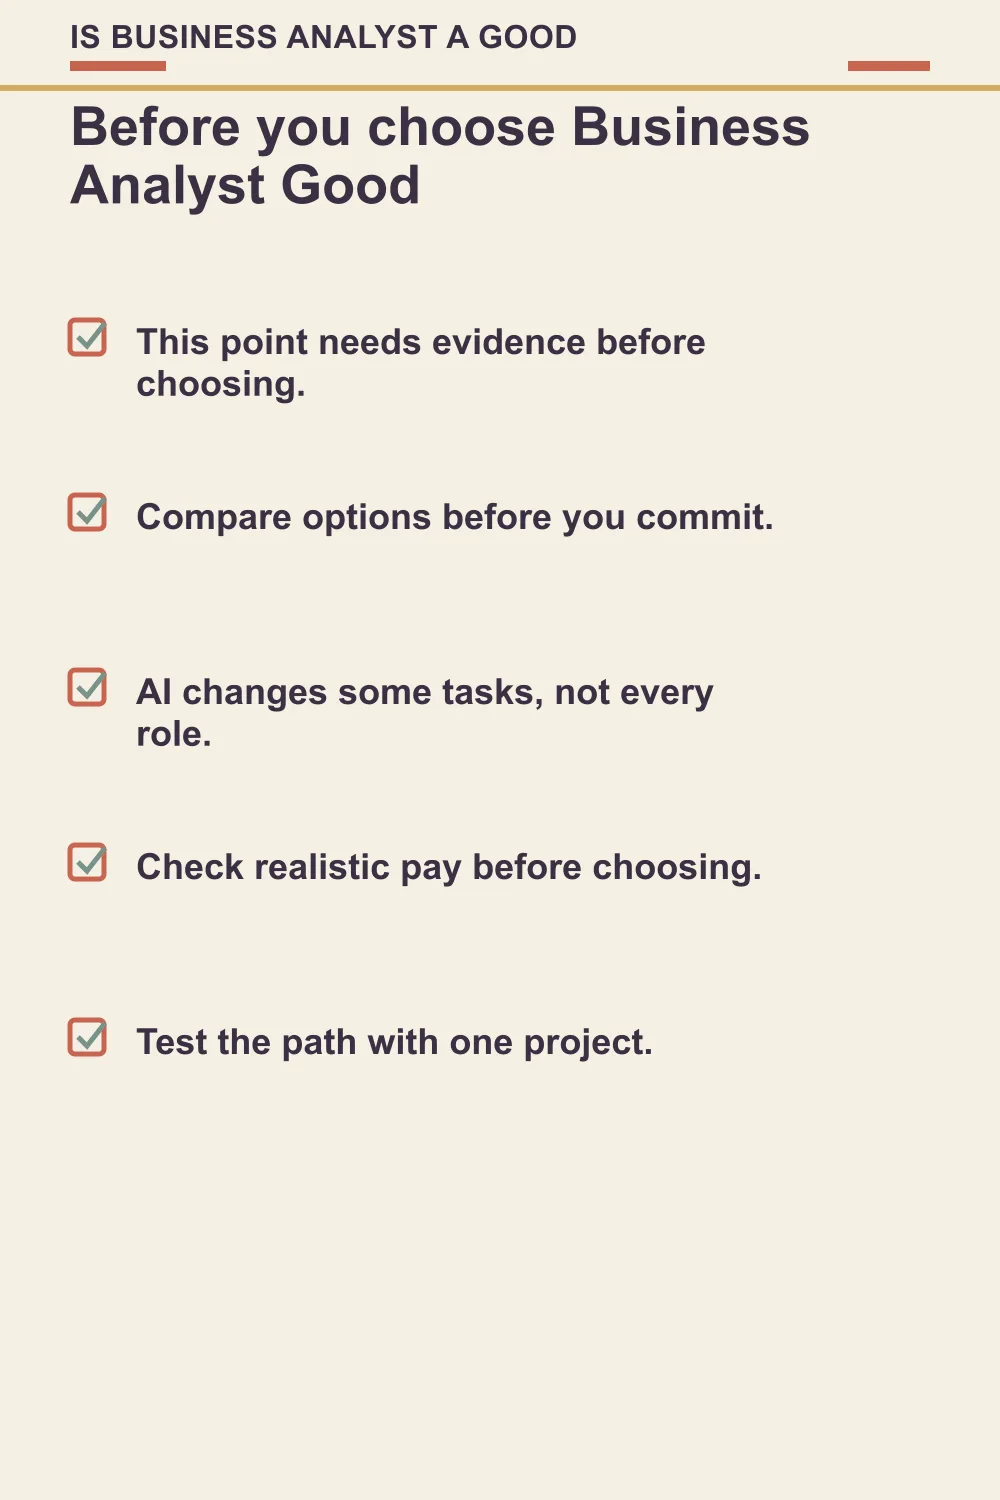 IS BUSINESS ANALYST A GOOD
Before you choose Business
Analyst Good
This point needs evidence before
choosing.
Compare options before you commit.
AI changes some tasks, not every
role.
Check realistic pay before choosing.
Test the path with one project.